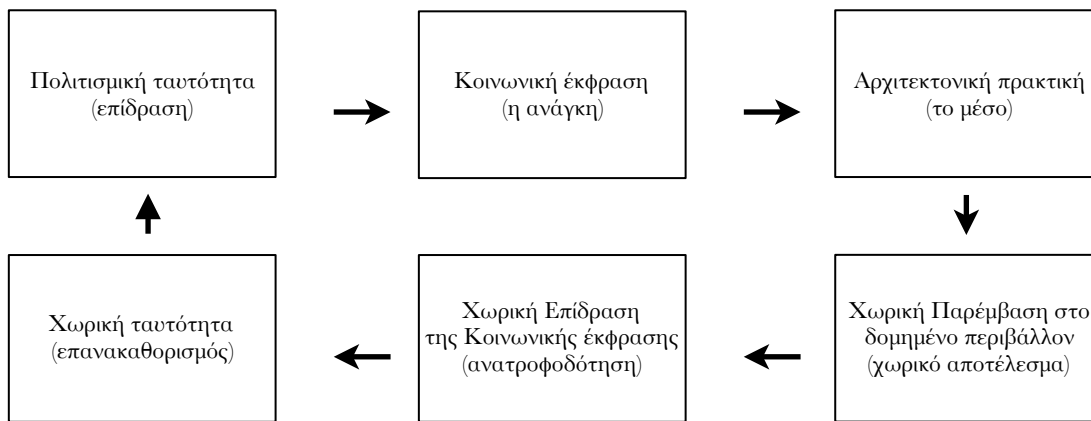 Πολιτισμική ταυτότητα
(επίδραση)
Κοινωνική έκφραση
(η ανάγκη)
Αρχιτεκτονική πρακτική
(το μέσο)
Χωρική ταυτότητα
(επανακαθορισμός)
Χωρική Επίδραση
της Κοινωνικής έκφρασης
(ανατροφοδότηση)
Χωρική Παρέμβαση στο
δομημένο περιβάλλον
(χωρικό αποτέλεσμα)